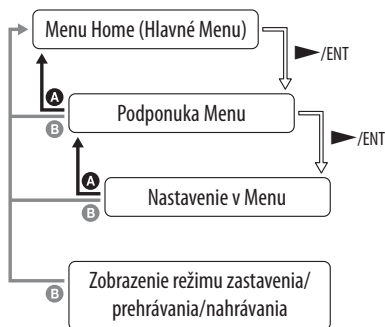 Menu Home (Hlavné Menu)
/ENT
A
B
Podponuka Menu
/ENT
A
B
Nastavenie v Menu
B
Zobrazenie režimu zastavenia/
prehrávania/nahrávania